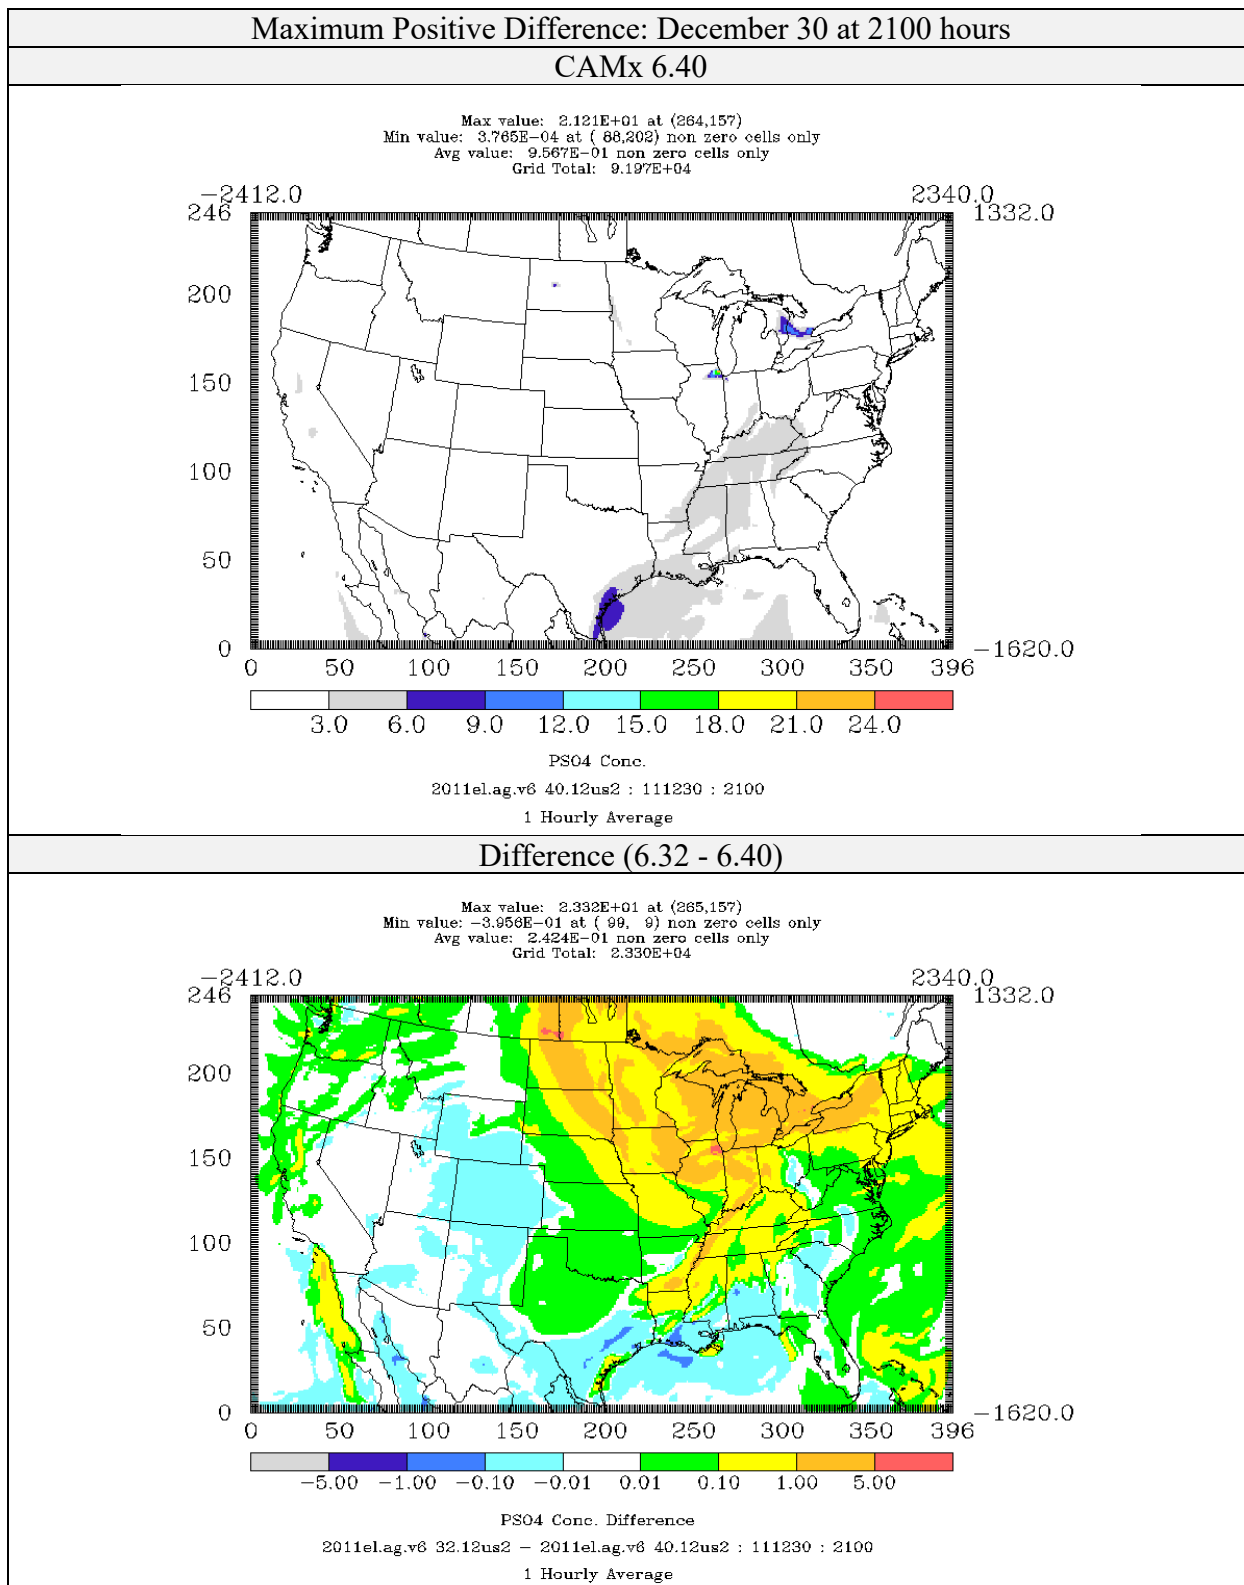 Maximum Positive Difference: December 30 at 2100 hours
CAMx 6.40
Max value: 2.121E+01 at (264,157)
Min value: 3.765E-04 at ( 88,202) non zero cells only
Avg value: 9.567E-01 non zero cells only
Grid Total: 9.197E+04
-2412.0 2340.0
246 1332.0
200
150
100
50
0 -1620.0
0 50 100 150 200 250 300 350 396
3.0 6.0 9.0 12.0 15.0 18.0 21.0 24.0
PSO4 Conc.
2011el.ag.v6 40.12us2 : 111230 : 2100
1 Hourly Average
Difference (6.32 - 6.40)
Max value: 2.332E+01 at (265,157)
Min value: -3.956E-01 at ( 99, 9) non zero cells only
Avg value: 2.424E-01 non zero cells only
Grid Total: 2.330E+04
-2412.0 2340.0
246 1332.0
200
150
100
50
0 -1620.0
0 50 100 150 200 250 300 350 396
-5.00 -1.00 -0.10 -0.01 0.01 0.10 1.00 5.00
PSO4 Conc. Difference
2011el.ag.v6 32.12us2 - 2011el.ag.v6 40.12us2 : 111230 : 2100
1 Hourly Average